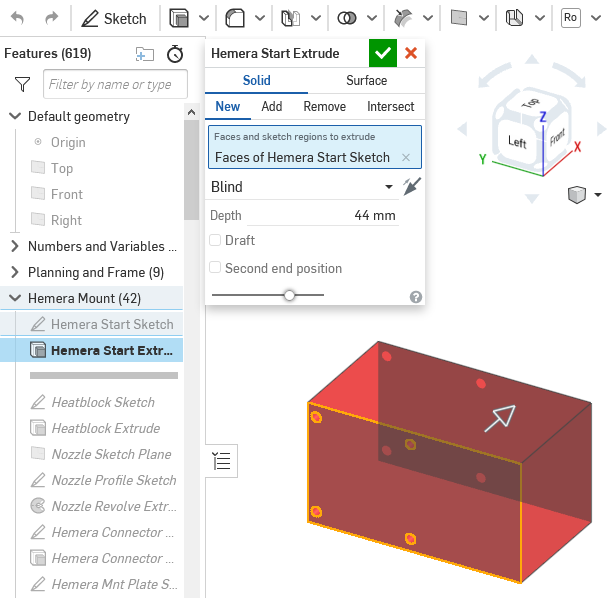 Sketch
Ro
Features (619)
Filter by name or type
Default geometry
Origin
Top
Front
Right
Numbers and Variables ...
Planning and Frame (9)
Hemera Mount (42)
Hemera Start Sketch
Hemera Start Extr...
Heatblock Sketch
Heatblock Extrude
Nozzle Sketch Plane
Nozzle Profile Sketch
Nozzle Revolve Extr...
Hemera Connector ...
Hemera Connector ...
Hemera Mnt Plate S...
Hemera Start Extrude
Solid Surface
New Add Remove Intersect
Faces and sketch regions to extrude
Faces of Hemera Start Sketch
Blind
Depth 44 mm
Draft
Second end position
Top
Z
Left Front
X
Y